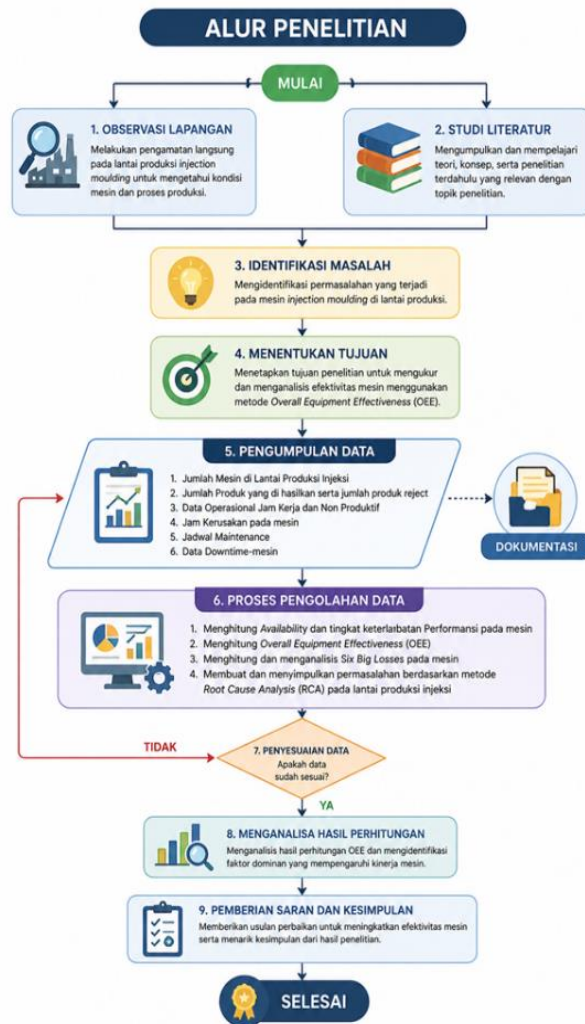 ALUR PENELITIAN
MULAI
1. OBSERVASI LAPANGAN
Melakukan pengamatan langsung
pada lantai produksi injection
moulding untuk mengetahui kondisi
mesin dan proses produksi.
2. STUDI LITERATUR
Mengumpulkan dan mempelajari
teori, konsep, serta penelitian
terdahulu yang relevan dengan
topik penelitian.
3. IDENTIFIKASI MASALAH
Mengidentifikasi permasalahan yang terjadi
pada mesin injection moulding di lantai produksi.
4. MENENTUKAN TUJUAN
Menetapkan tujuan penelitian untuk mengukur
dan menganalisis efektivitas mesin menggunakan
metode Overall Equipment Effectiveness (OEE).
5. PENGUMPULAN DATA
1. Jumlah Mesin di Lantai Produksi Injeksi
2. Jumlah Produk yang di hasilkan serta jumlah produk reject
3. Data Operasional Jam Kerja dan Non Produktif
4. Jam Kerusakan pada mesin
5. Jadwal Maintenance
6. Data Downtime-mesin
DOKUMENTASI
6. PROSES PENGOLAHAN DATA
1. Menghitung Availability dan tingkat keterlarbatan Performansi pada mesin
2. Menghitung Overall Equipment Effectiveness (OEE)
3. Menghitung dan menganalisis Six Big Losses pada mesin
4. Membuat dan menyimpulkan permasalahan berdasarkan metode
Root Cause Analysis (RCA) pada lantai produksi injeksi
TIDAK
7. PENYESUAIAN DATA
Apakah data
sudah sesuai?
YA
8. MENGANALISA HASIL PERHITUNGAN
Menganalisis hasil perhitungan OEE dan mengidentifikasi
faktor dominan yang mempengaruhi kinerja mesin.
9. PEMBERIAN SARAN DAN KESIMPULAN
Memberikan usulan perbaikan untuk meningkatkan efektivitas mesin
serta menarik kesimpulan dari hasil penelitian.
SELESAI